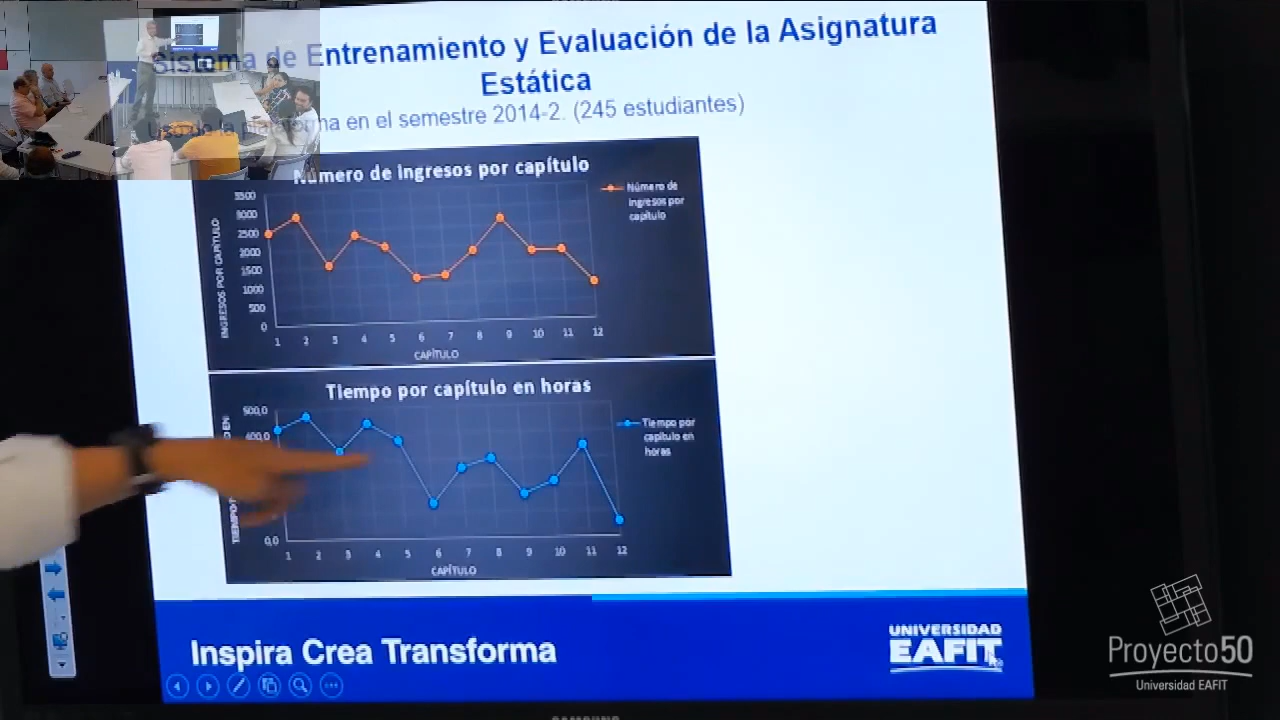 Sistema de Entrenamiento y Evaluación de la Asignatura
Estática
Uso de la plataforma en el semestre 2014-2. (245 estudiantes)
Número de ingresos por capítulo
Número de
ingresos por
capítulo
INGRESOS POR CAPÍTULO
3500
3000
2500
2000
1500
1000
500
0
1 2 3 4 5 6 7 8 9 10 11 12
CAPÍTULO
Tiempo por capítulo en horas
Tiempo por
capítulo en
horas
500,0
400,0
0,0
1 2 3 4 5 6 7 8 9 10 11 12
CAPÍTULO
Inspira Crea Transforma
UNIVERSIDAD
EAFIT
Proyecto50
Universidad EAFIT